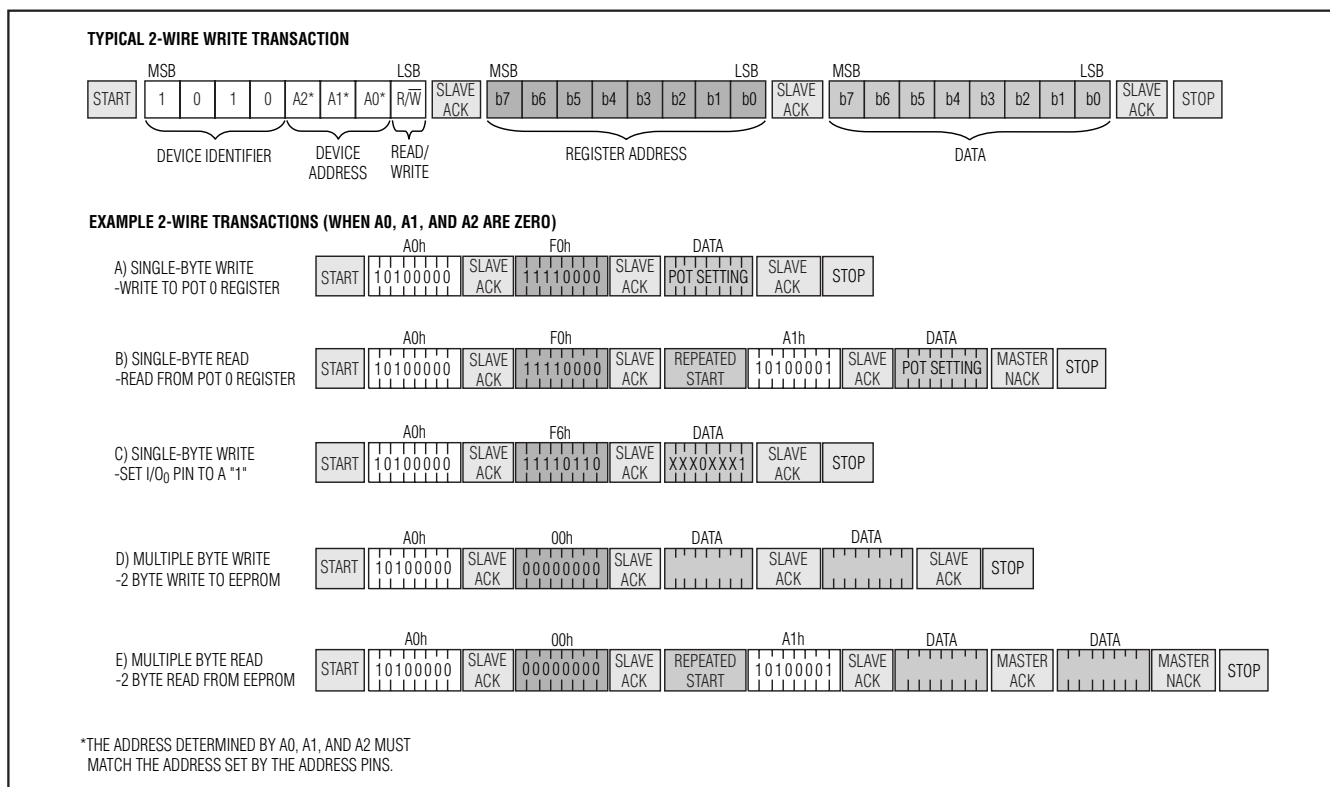 TYPICAL 2-WIRE WRITE TRANSACTION
MSB LSB MSB LSB MSB LSB
START 1 0 1 0 A2* A1* A0* R/W̅ SLAVE ACK b7 b6 b5 b4 b3 b2 b1 b0 SLAVE ACK b7 b6 b5 b4 b3 b2 b1 b0 SLAVE ACK STOP
DEVICE IDENTIFIER DEVICE ADDRESS READ/WRITE REGISTER ADDRESS DATA
EXAMPLE 2-WIRE TRANSACTIONS (WHEN A0, A1, AND A2 ARE ZERO)
A0h F0h DATA
A) SINGLE-BYTE WRITE
-WRITE TO POT 0 REGISTER
START 10100000 SLAVE ACK 11110000 SLAVE ACK POT SETTING SLAVE ACK STOP
A0h F0h A1h DATA
B) SINGLE-BYTE READ
-READ FROM POT 0 REGISTER
START 10100000 SLAVE ACK 11110000 SLAVE ACK REPEATED START 10100001 SLAVE ACK POT SETTING MASTER NACK STOP
A0h F6h DATA
C) SINGLE-BYTE WRITE
-SET I/O0 PIN TO A "1"
START 10100000 SLAVE ACK 11110110 SLAVE ACK XXX0XXX1 SLAVE ACK STOP
A0h 00h DATA DATA
D) MULTIPLE BYTE WRITE
-2 BYTE WRITE TO EEPROM
START 10100000 SLAVE ACK 00000000 SLAVE ACK SLAVE ACK SLAVE ACK STOP
A0h 00h A1h DATA DATA
E) MULTIPLE BYTE READ
-2 BYTE READ FROM EEPROM
START 10100000 SLAVE ACK 00000000 SLAVE ACK REPEATED START 10100001 SLAVE ACK MASTER ACK MASTER NACK STOP
*THE ADDRESS DETERMINED BY A0, A1, AND A2 MUST
MATCH THE ADDRESS SET BY THE ADDRESS PINS.